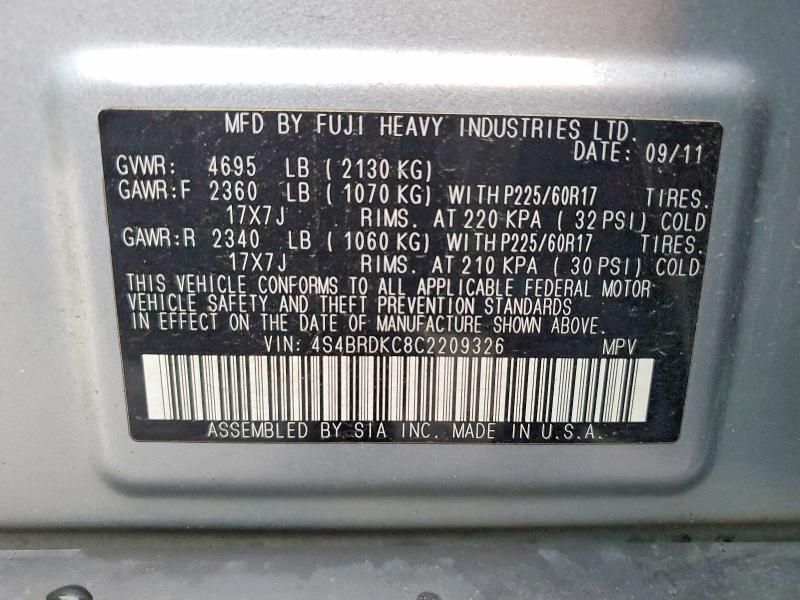 MFD BY FUJI HEAVY INDUSTRIES LTD.
DATE: 09/11
GVWR: 4695 LB ( 2130 KG)
GAWR:F 2360 LB ( 1070 KG) WITH P225/60R17 TIRES.
17X7J RIMS. AT 220 KPA ( 32 PSI) COLD
GAWR:R 2340 LB ( 1060 KG) WITH P225/60R17 TIRES.
17X7J RIMS. AT 210 KPA ( 30 PSI) COLD
THIS VEHICLE CONFORMS TO ALL APPLICABLE FEDERAL MOTOR
VEHICLE SAFETY AND THEFT PREVENTION STANDARDS
IN EFFECT ON THE DATE OF MANUFACTURE SHOWN ABOVE.
VIN: 4S4BRDKC8C2209326 MPV
ASSEMBLED BY SIA INC. MADE IN U.S.A.